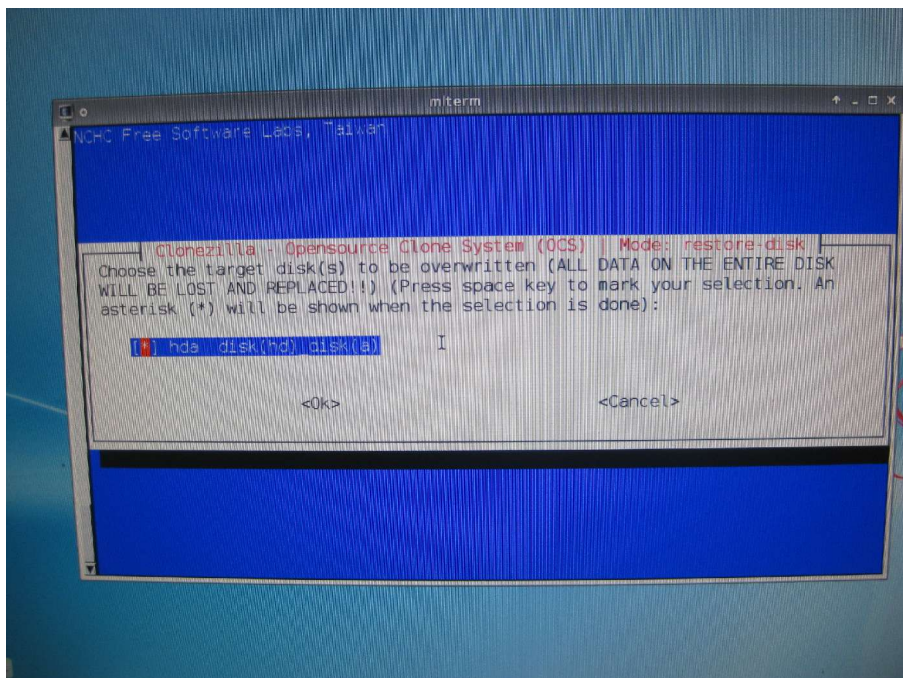 mlterm
NCHC Free Software Labs, Taiwan
Clonezilla - Opensource Clone System (OCS) | Mode: restore-disk
Choose the target disk(s) to be overwritten (ALL DATA ON THE ENTIRE DISK
WILL BE LOST AND REPLACED!!) (Press space key to mark your selection. An
asterisk (*) will be shown when the selection is done):
[*] hda disk(hd)_disk(a)
<Ok> <Cancel>